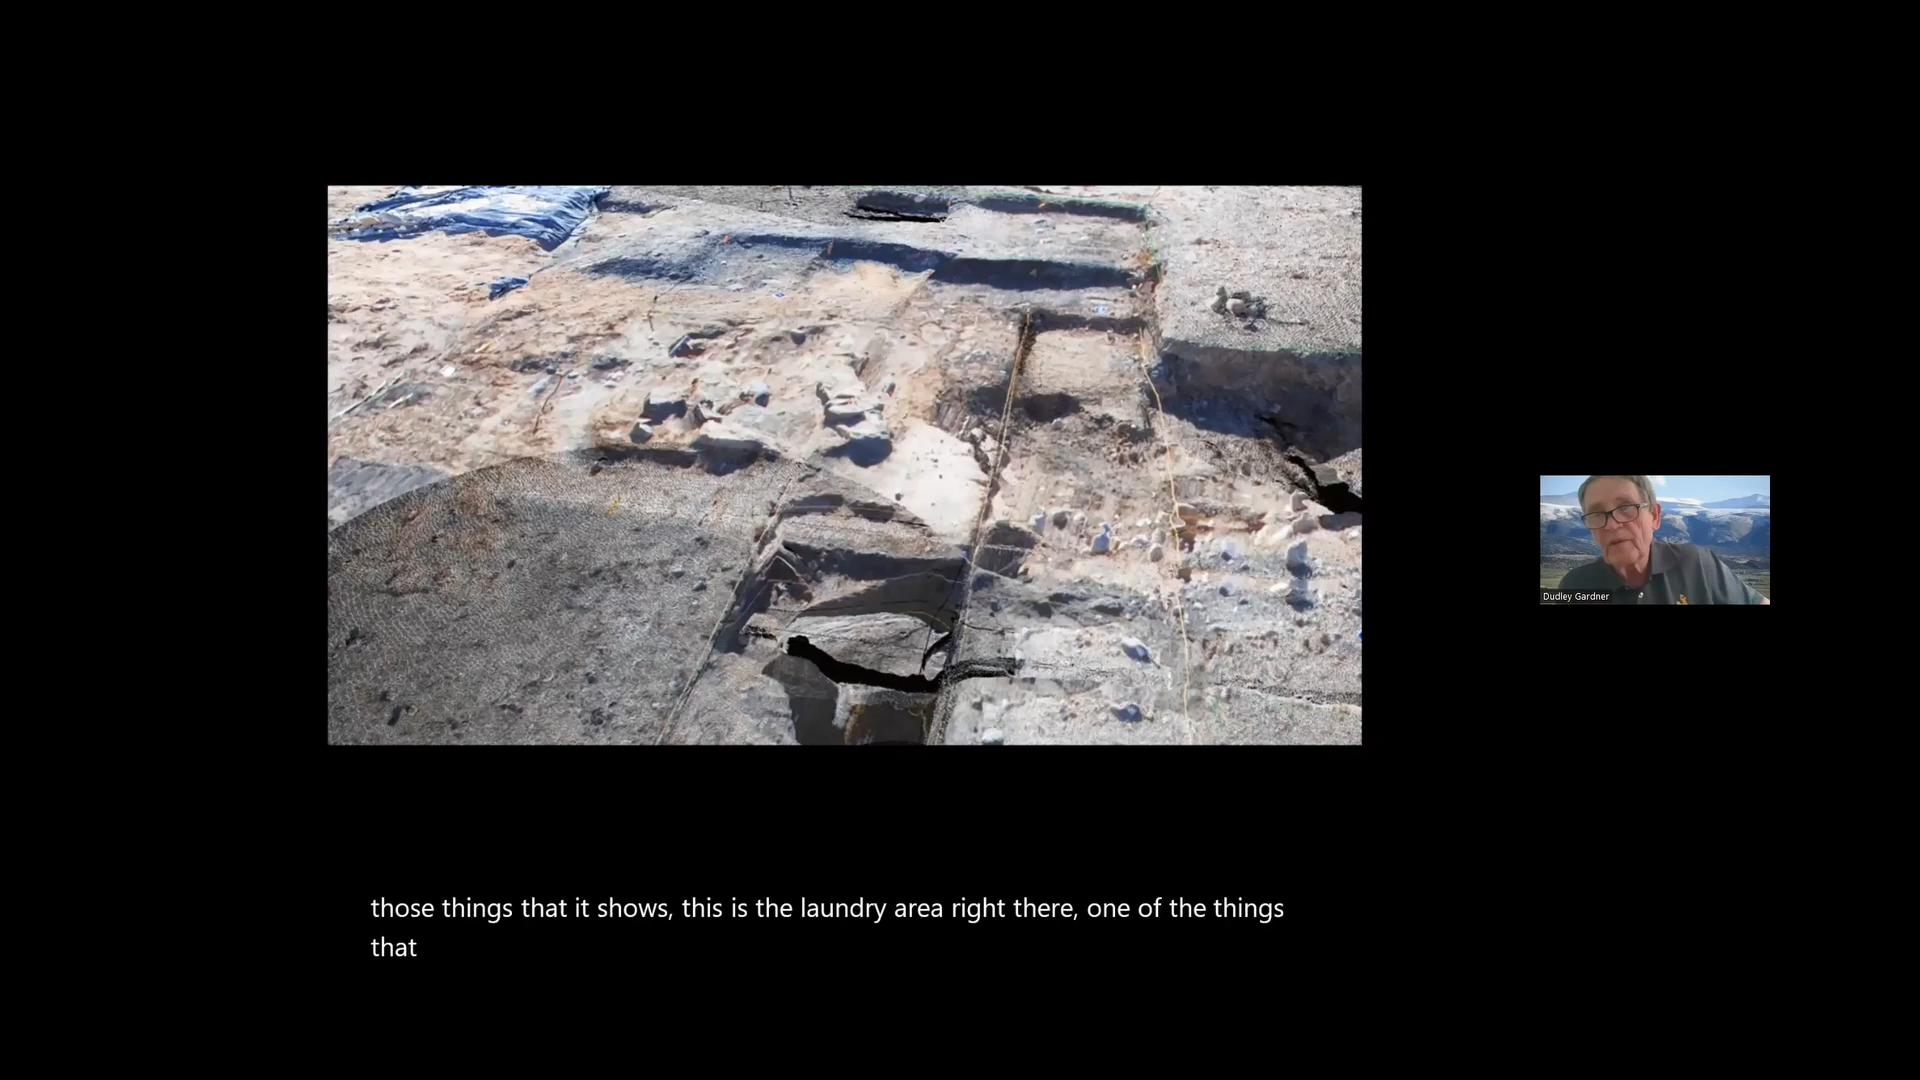 Dudley Gardner
those things that it shows, this is the laundry area right there, one of the things
that